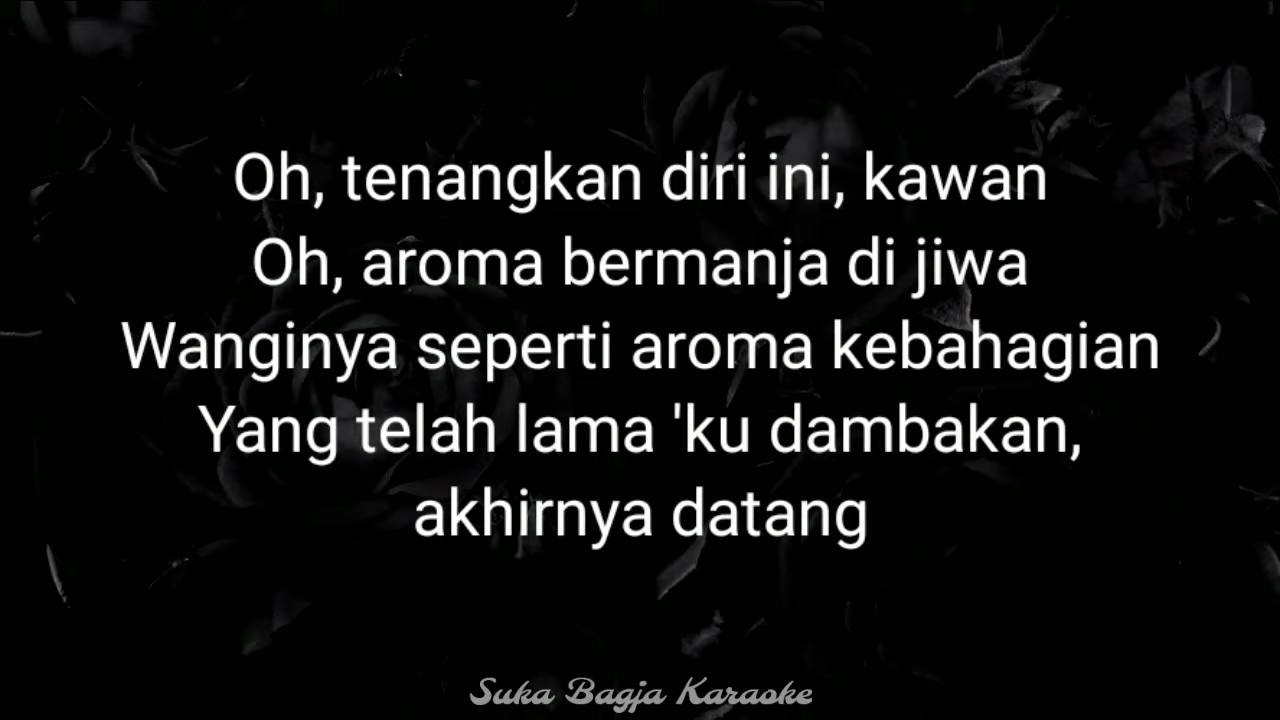 Oh, tenangkan diri ini, kawan
Oh, aroma bermanja di jiwa
Wanginya seperti aroma kebahagian
Yang telah lama 'ku dambakan,
akhirnya datang
Suka Bagja Karaoke